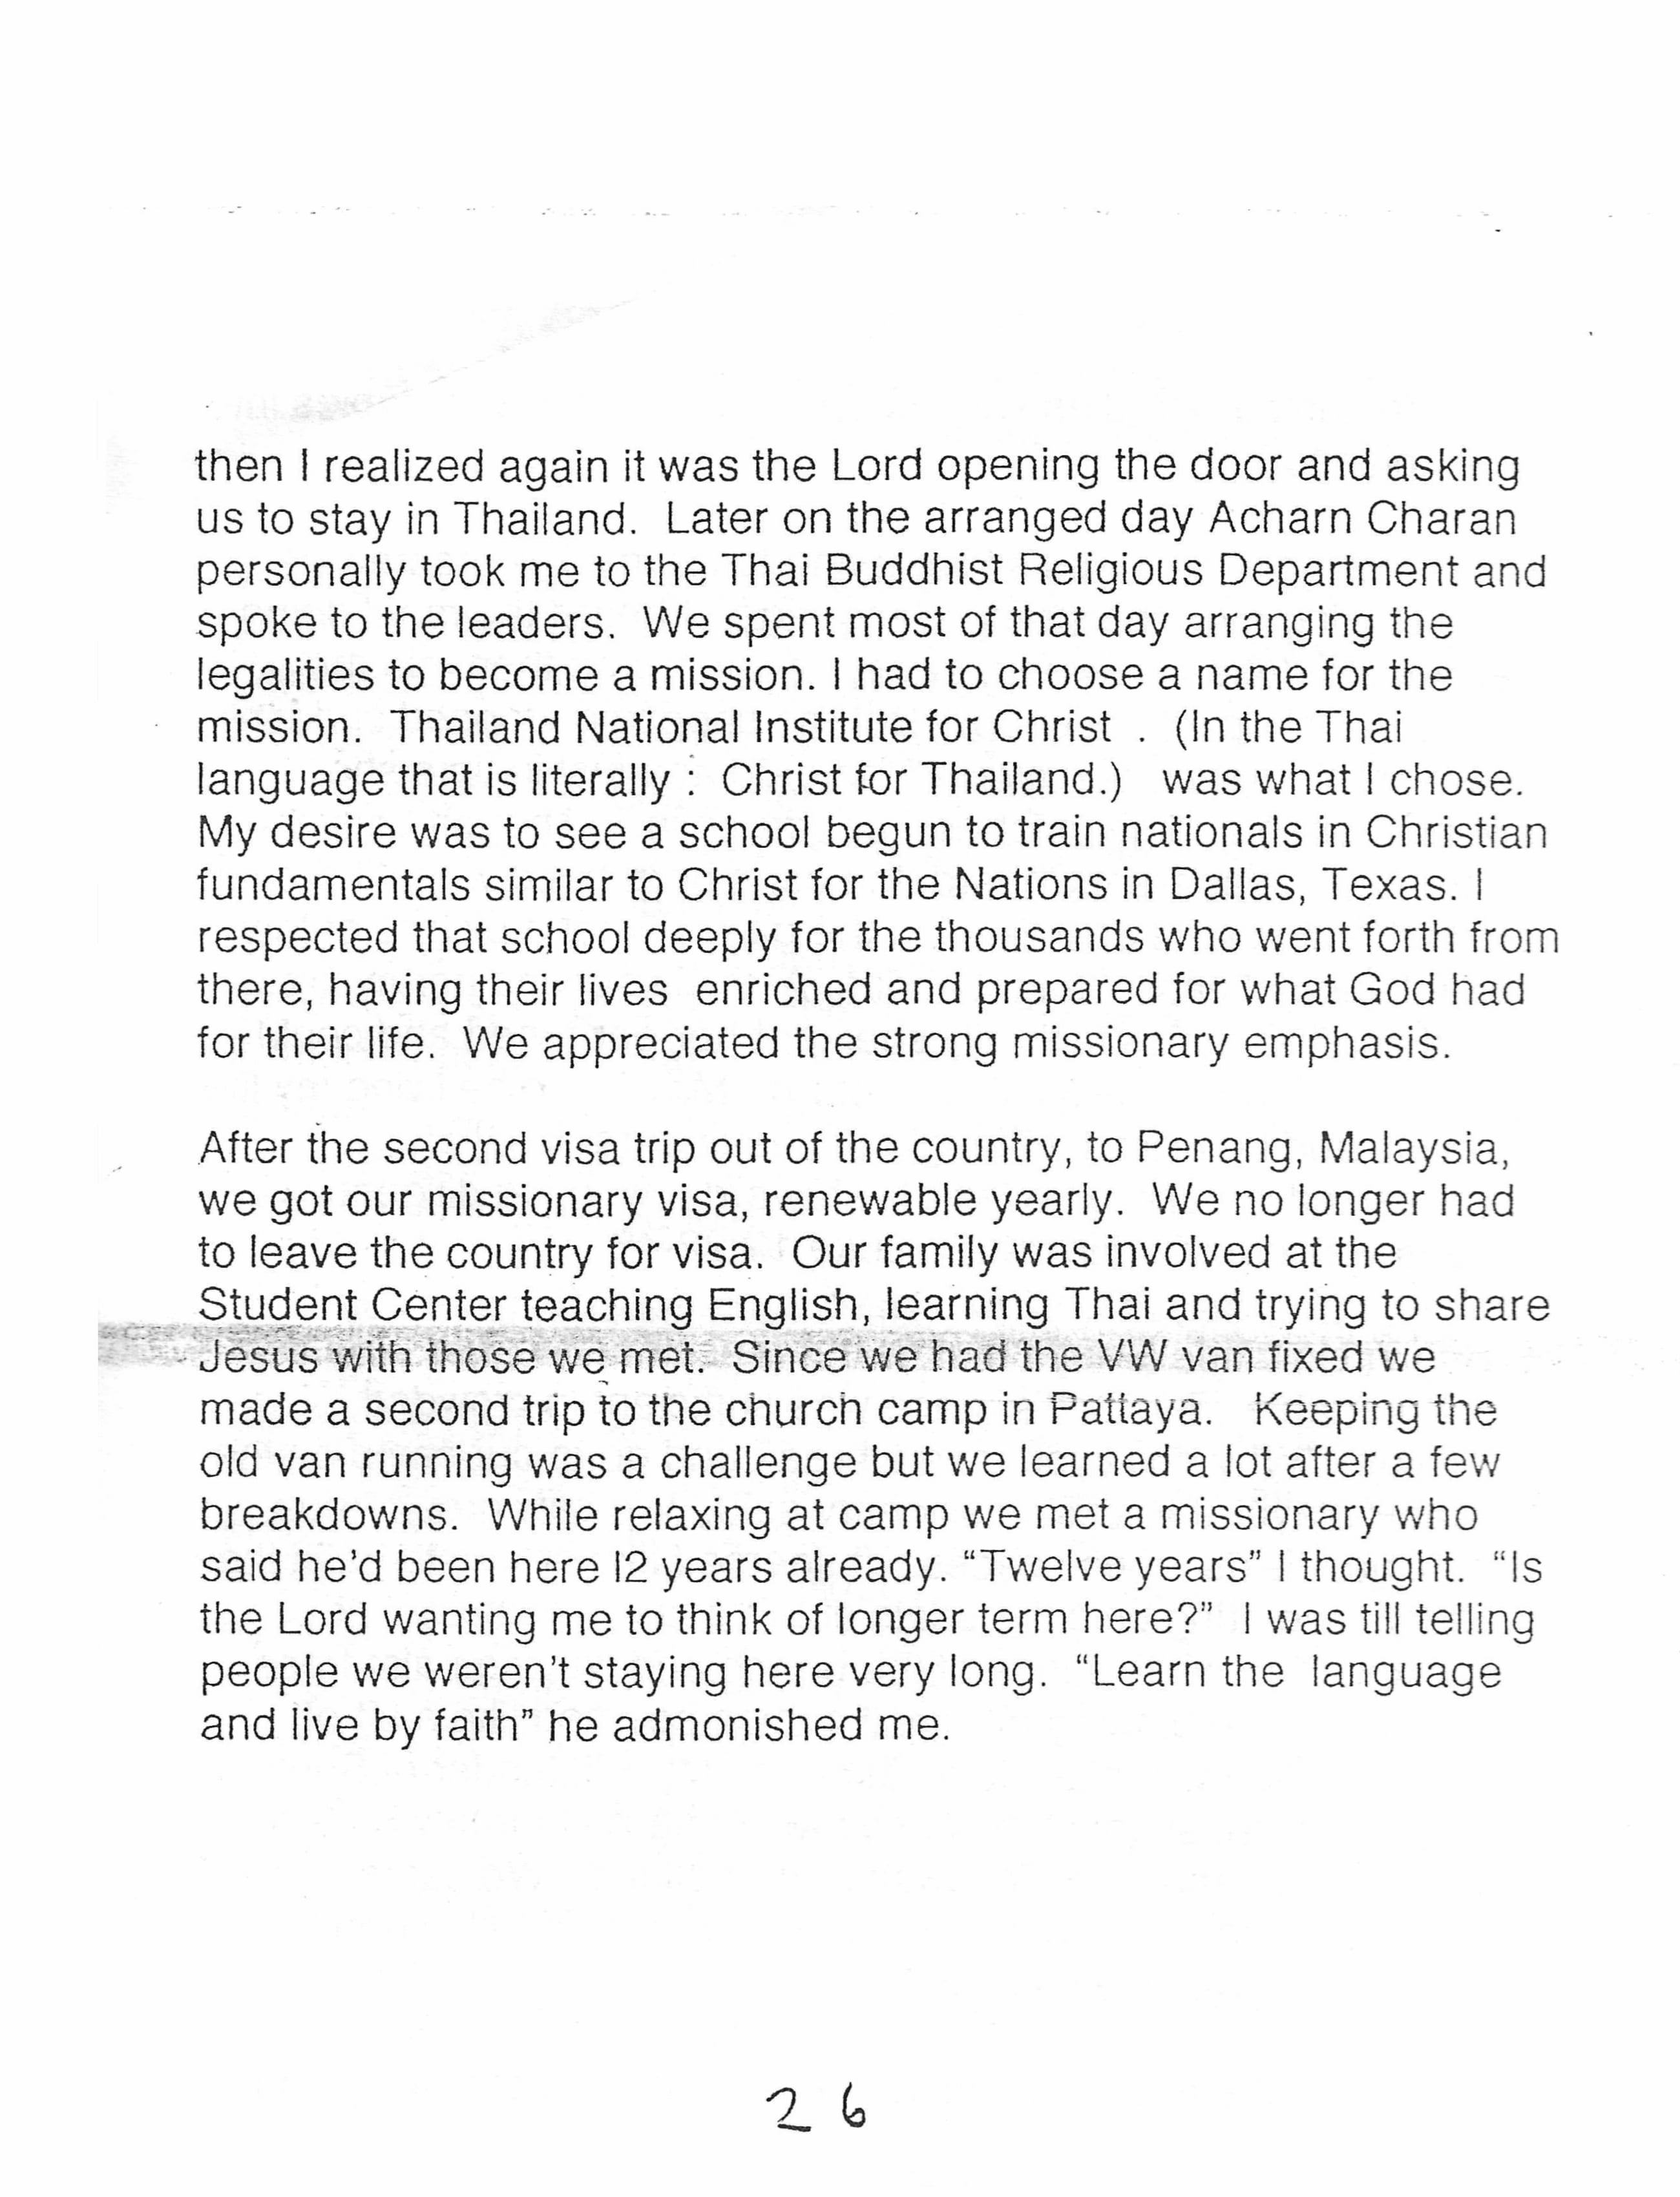 then I realized again it was the Lord opening the door and asking
us to stay in Thailand.  Later on the arranged day Acharn Charan
personally took me to the Thai Buddhist Religious Department and
spoke to the leaders.  We spent most of that day arranging the
legalities to become a mission. I had to choose a name for the
mission.  Thailand National Institute for Christ .  (In the Thai
language that is literally :  Christ for Thailand.)  was what I chose.
My desire was to see a school begun to train nationals in Christian
fundamentals similar to Christ for the Nations in Dallas, Texas. I
respected that school deeply for the thousands who went forth from
there, having their lives  enriched and prepared for what God had
for their life.  We appreciated the strong missionary emphasis.

After the second visa trip out of the country, to Penang, Malaysia,
we got our missionary visa, renewable yearly.  We no longer had
to leave the country for visa.  Our family was involved at the
Student Center teaching English, learning Thai and trying to share
Jesus with those we met.  Since we had the VW van fixed we
made a second trip to the church camp in Pattaya.  Keeping the
old van running was a challenge but we learned a lot after a few
breakdowns.  While relaxing at camp we met a missionary who
said he'd been here 12 years already. “Twelve years” I thought.  “Is
the Lord wanting me to think of longer term here?”  I was till telling
people we weren't staying here very long.  “Learn the  language
and live by faith” he admonished me.

26